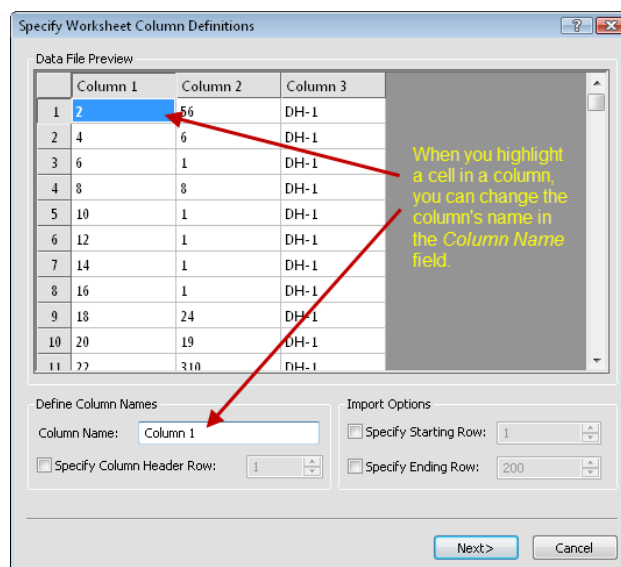 Specify Worksheet Column Definitions
Data File Preview
Column 1 Column 2 Column 3
1 2 56 DH-1
2 4 6 DH-1
3 6 1 DH-1
4 8 8 DH-1
5 10 1 DH-1
6 12 1 DH-1
7 14 1 DH-1
8 16 1 DH-1
9 18 24 DH-1
10 20 19 DH-1
11 22 310 DH-1
When you highlight
a cell in a column,
you can change the
column's name in
the Column Name
field.
Define Column Names
Column Name: Column 1
Specify Column Header Row: 1
Import Options
Specify Starting Row: 1
Specify Ending Row: 200
Next> Cancel